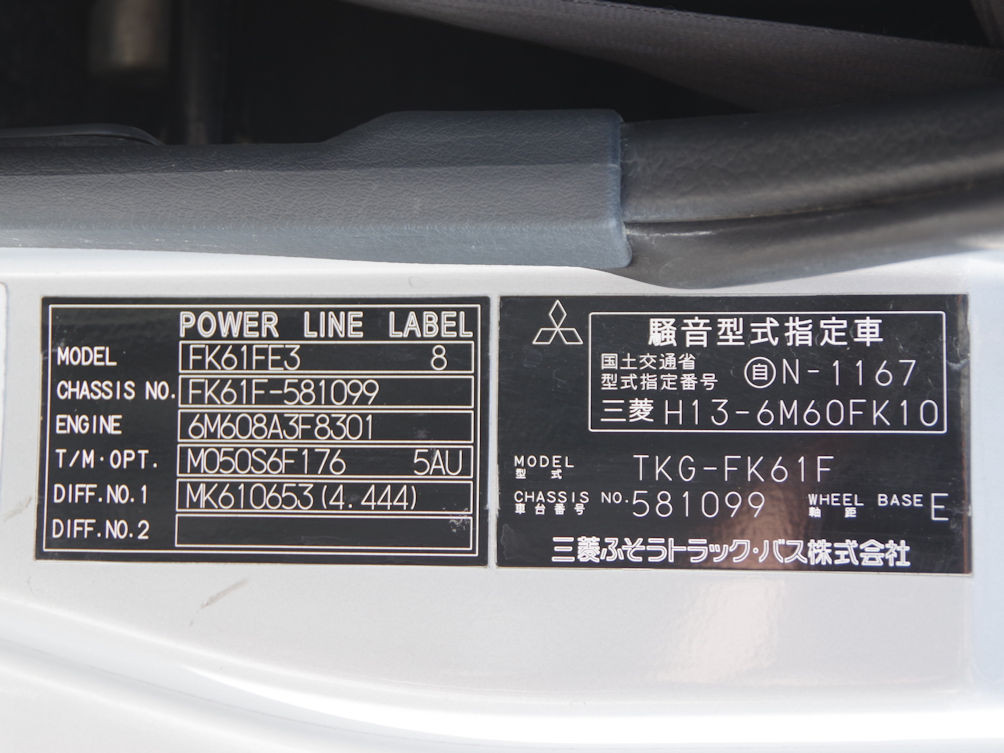 POWER LINE LABEL
MODEL FK61FE3 8
CHASSIS NO. FK61F-581099
ENGINE 6M608A3F8301
T/M·OPT. M050S6F176 5AU
DIFF.NO.1 MK610653(4.444)
DIFF.NO.2
騒音型式指定車
国土交通省
型式指定番号 自N-1167
三菱 H13-6M60FK10
MODEL TKG-FK61F
型式
CHASSIS NO. 581099 WHEEL BASE E
車台番号 軸距
三菱ふそうトラック・バス株式会社